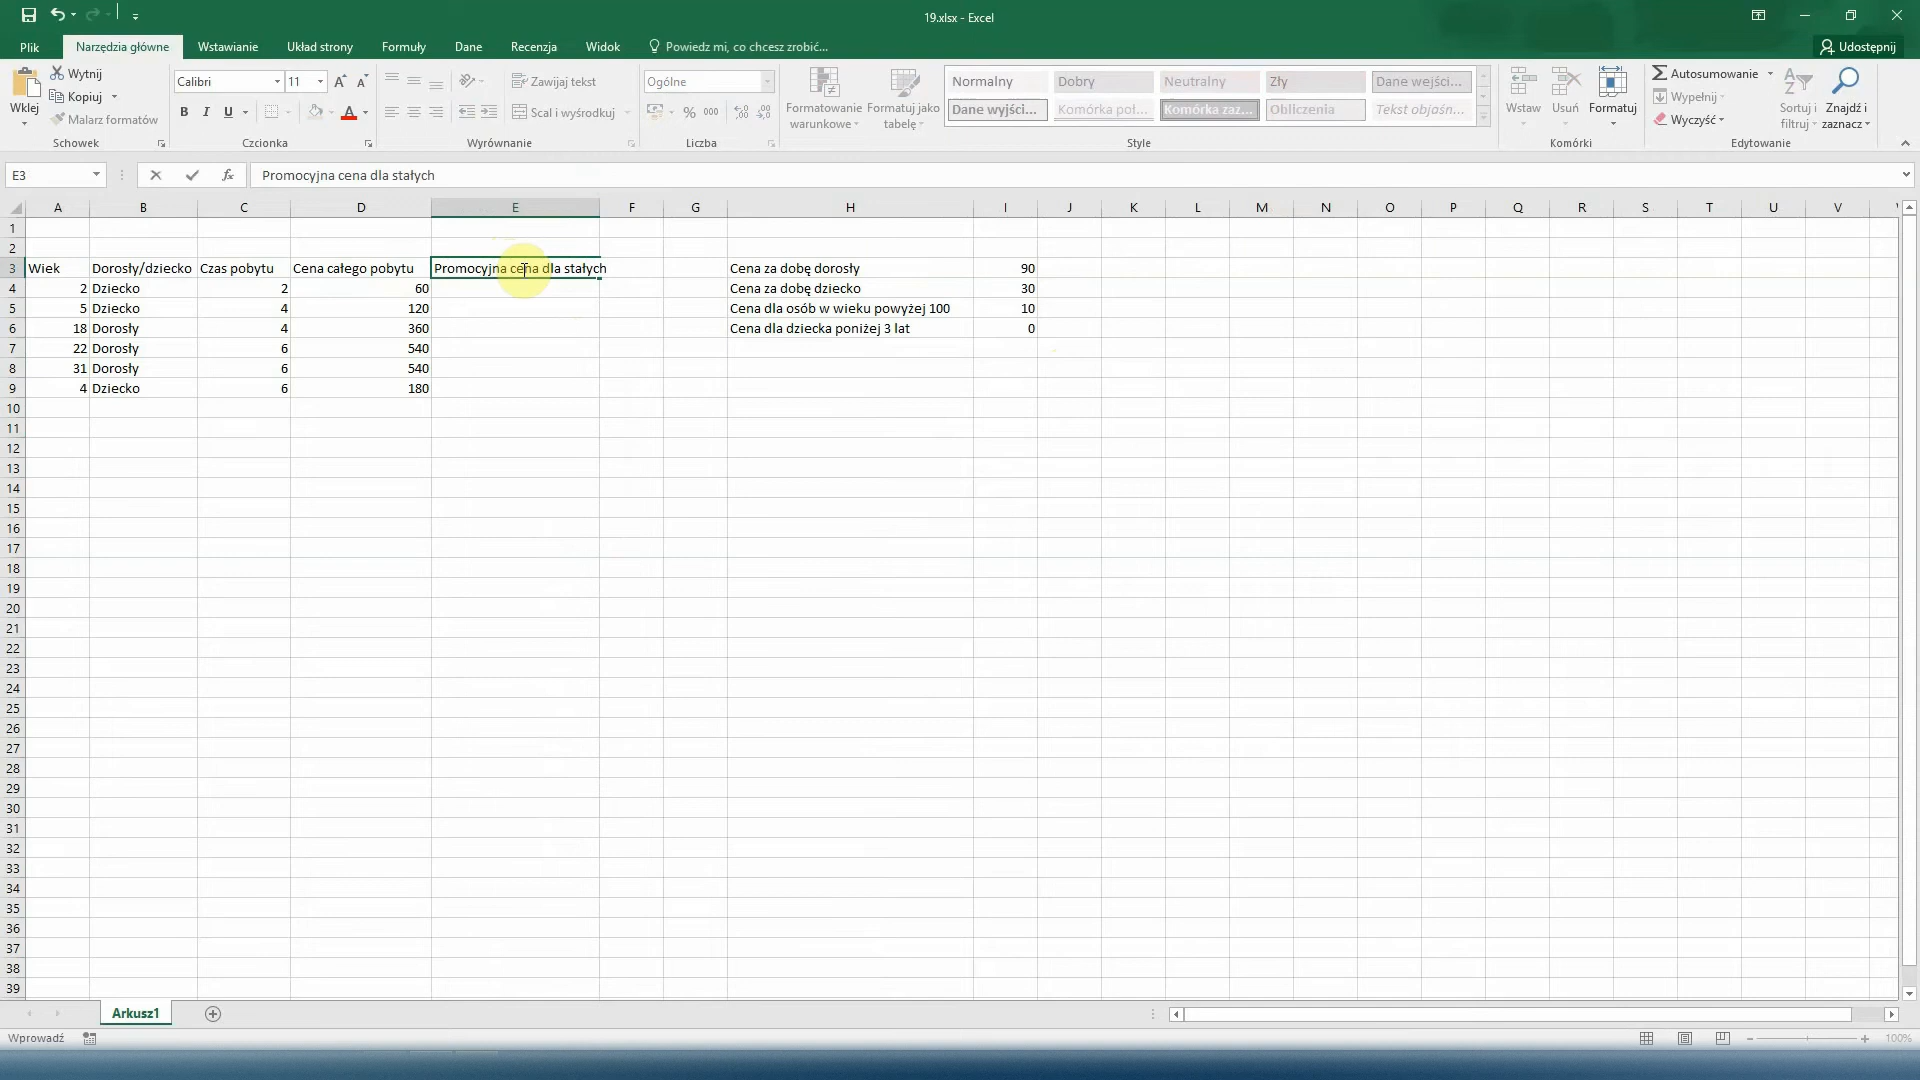 19.xlsx - Excel
Plik Narzędzia główne Wstawianie Układ strony Formuły Dane Recenzja Widok Powiedz mi, co chcesz zrobić... Udostępnij
Wklej
Wytnij
Kopiuj
Malarz formatów
Schowek
Calibri 11
B I U
Czcionka
Zawijaj tekst
Scal i wyśrodkuj
Wyrównanie
Ogólne
% 000
Liczba
Formatowanie warunkowe
Formatuj jako tabelę
Normalny Dobry Neutralny Zły Dane wejści...
Dane wyjści... Komórka poł... Komórka zaz... Obliczenia Tekst objaśn...
Style
Wstaw Usuń Formatuj
Komórki
Autosumowanie
Wypełnij
Wyczyść
Sortuj i filtruj
Znajdź i zaznacz
Edytowanie
E3 fx Promocyjna cena dla stałych
A B C D E F G H I J K L M N O P Q R S T U V
1
2
3 Wiek Dorosły/dziecko Czas pobytu Cena całego pobytu Promocyjna cena dla stałych Cena za dobę dorosły 90
4 2 Dziecko 2 60 Cena za dobę dziecko 30
5 5 Dziecko 4 120 Cena dla osób w wieku powyżej 100 10
6 18 Dorosły 4 360 Cena dla dziecka poniżej 3 lat 0
7 22 Dorosły 6 540
8 31 Dorosły 6 540
9 4 Dziecko 6 180
10
11
12
13
14
15
16
17
18
19
20
21
22
23
24
25
26
27
28
29
30
31
32
33
34
35
36
37
38
39
Arkusz1
Wprowadź 100%